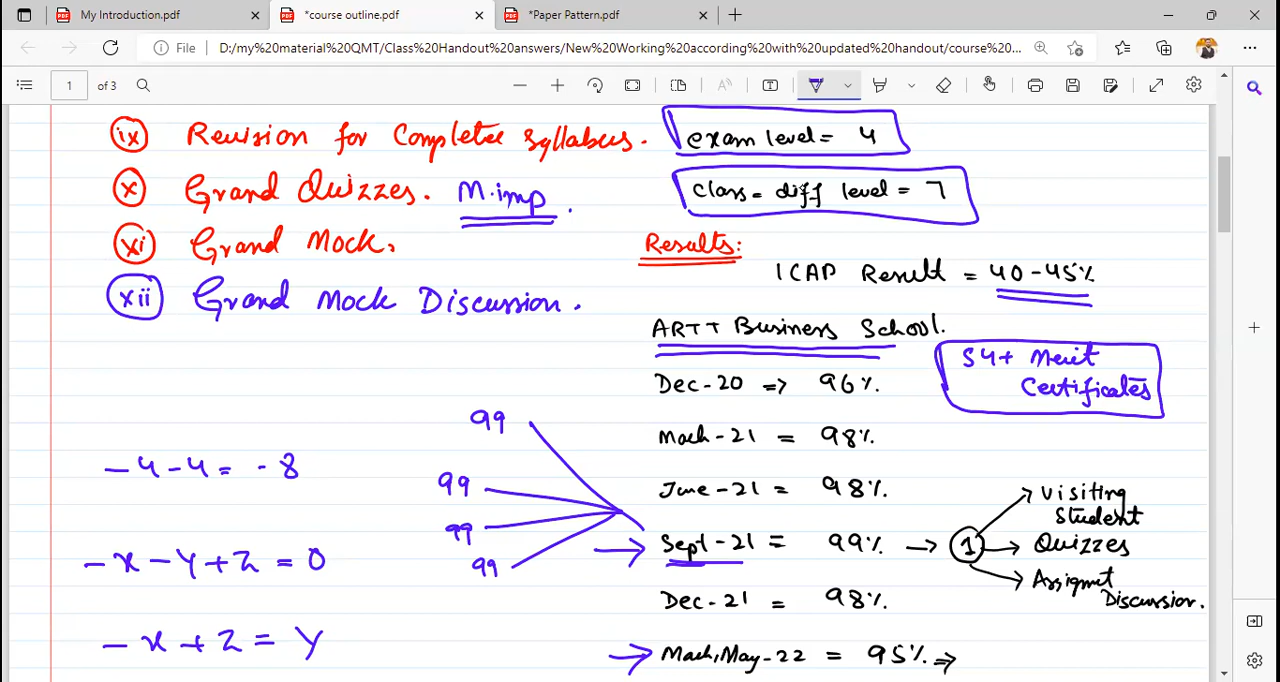 My Introduction.pdf
*course outline.pdf
*Paper Pattern.pdf
File
D:/my%20material%20QMT/Class%20Handout%20answers/New%20Working%20according%20with%20updated%20handout/course%20...
1 of 3
ix Revision for Completee Syllabus.
exam level = 4
x Grand Quizzes. M.imp.
Class = diff level = 7
xi Grand Mock.
Results:
ICAP Result = 40-45%
xii Grand Mock Discussion.
ARTT Business School.
54+ Merit
Certificates
Dec-20 => 96%.
99
Mach-21 = 98%.
-4-4= -8
99
June-21 = 98%.
Visiting
Student
99
Sept-21 = 99%. → 1
Quizzes
-x-y+z = 0
99
Assigmet
Discussion.
Dec-21 = 98%.
-x+z = y
Mach,May-22 = 95%. ⇒